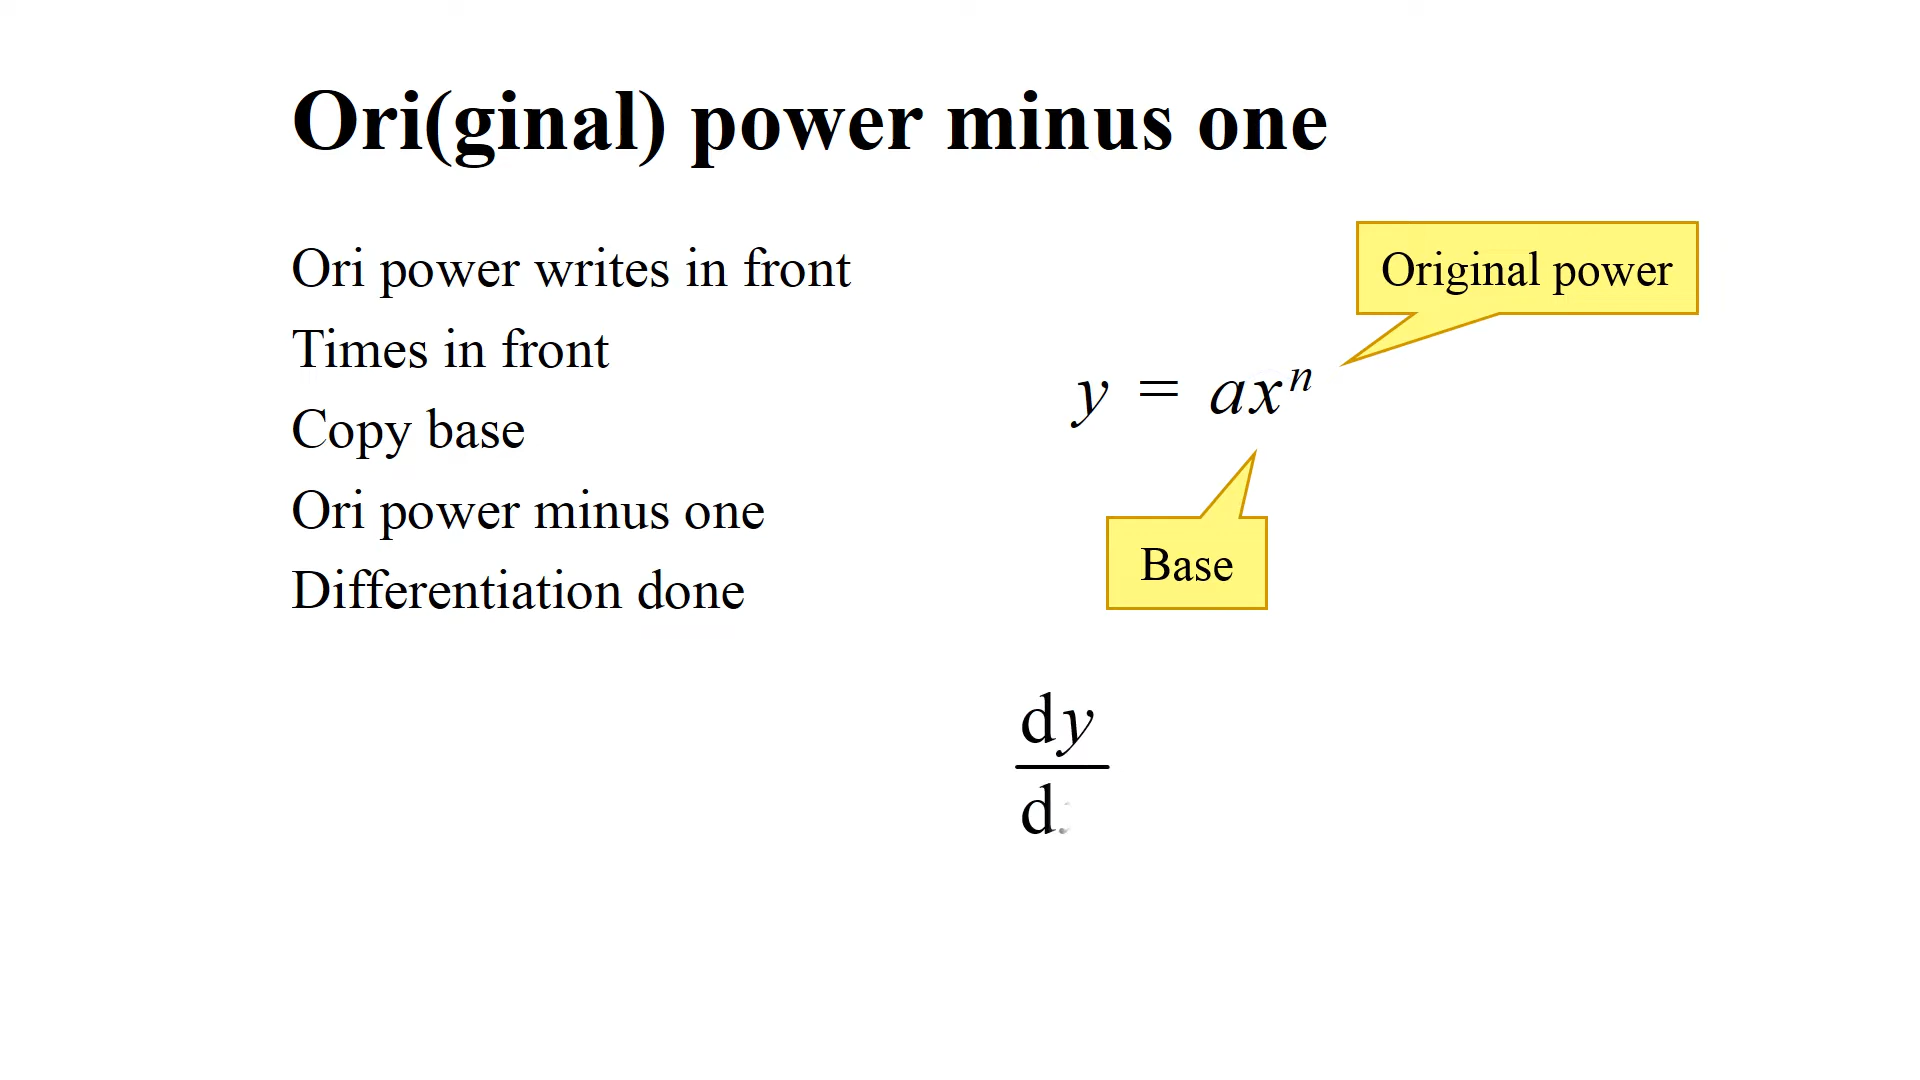 Ori(ginal) power minus one
Ori power writes in front
Times in front
Copy base
Ori power minus one
Differentiation done
Original power
y = axⁿ
Base
dy
d